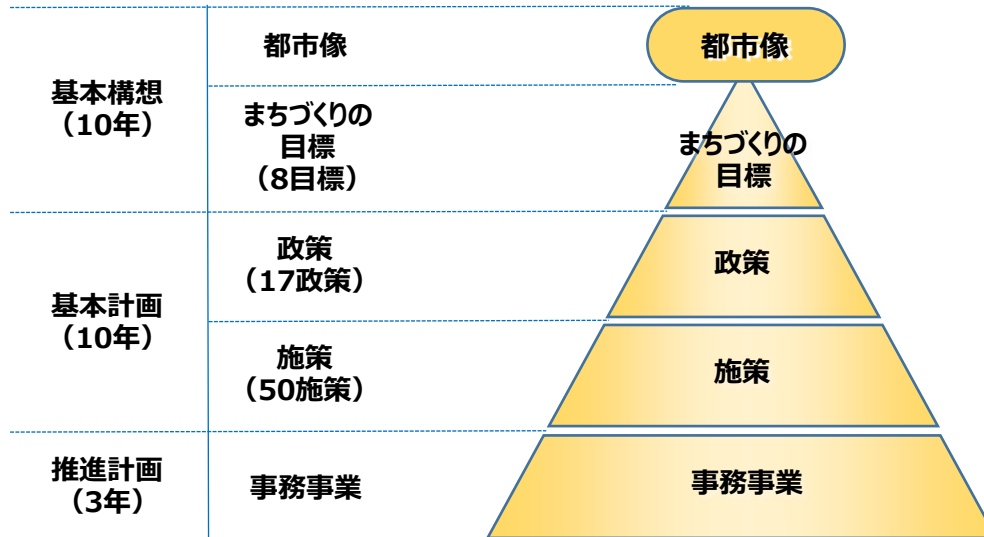 基本構想
(10年)
都市像
まちづくりの
目標
(8目標)
基本計画
(10年)
政策
(17政策)
施策
(50施策)
推進計画
(3年)
事務事業
都市像
まちづくりの
目標
政策
施策
事務事業